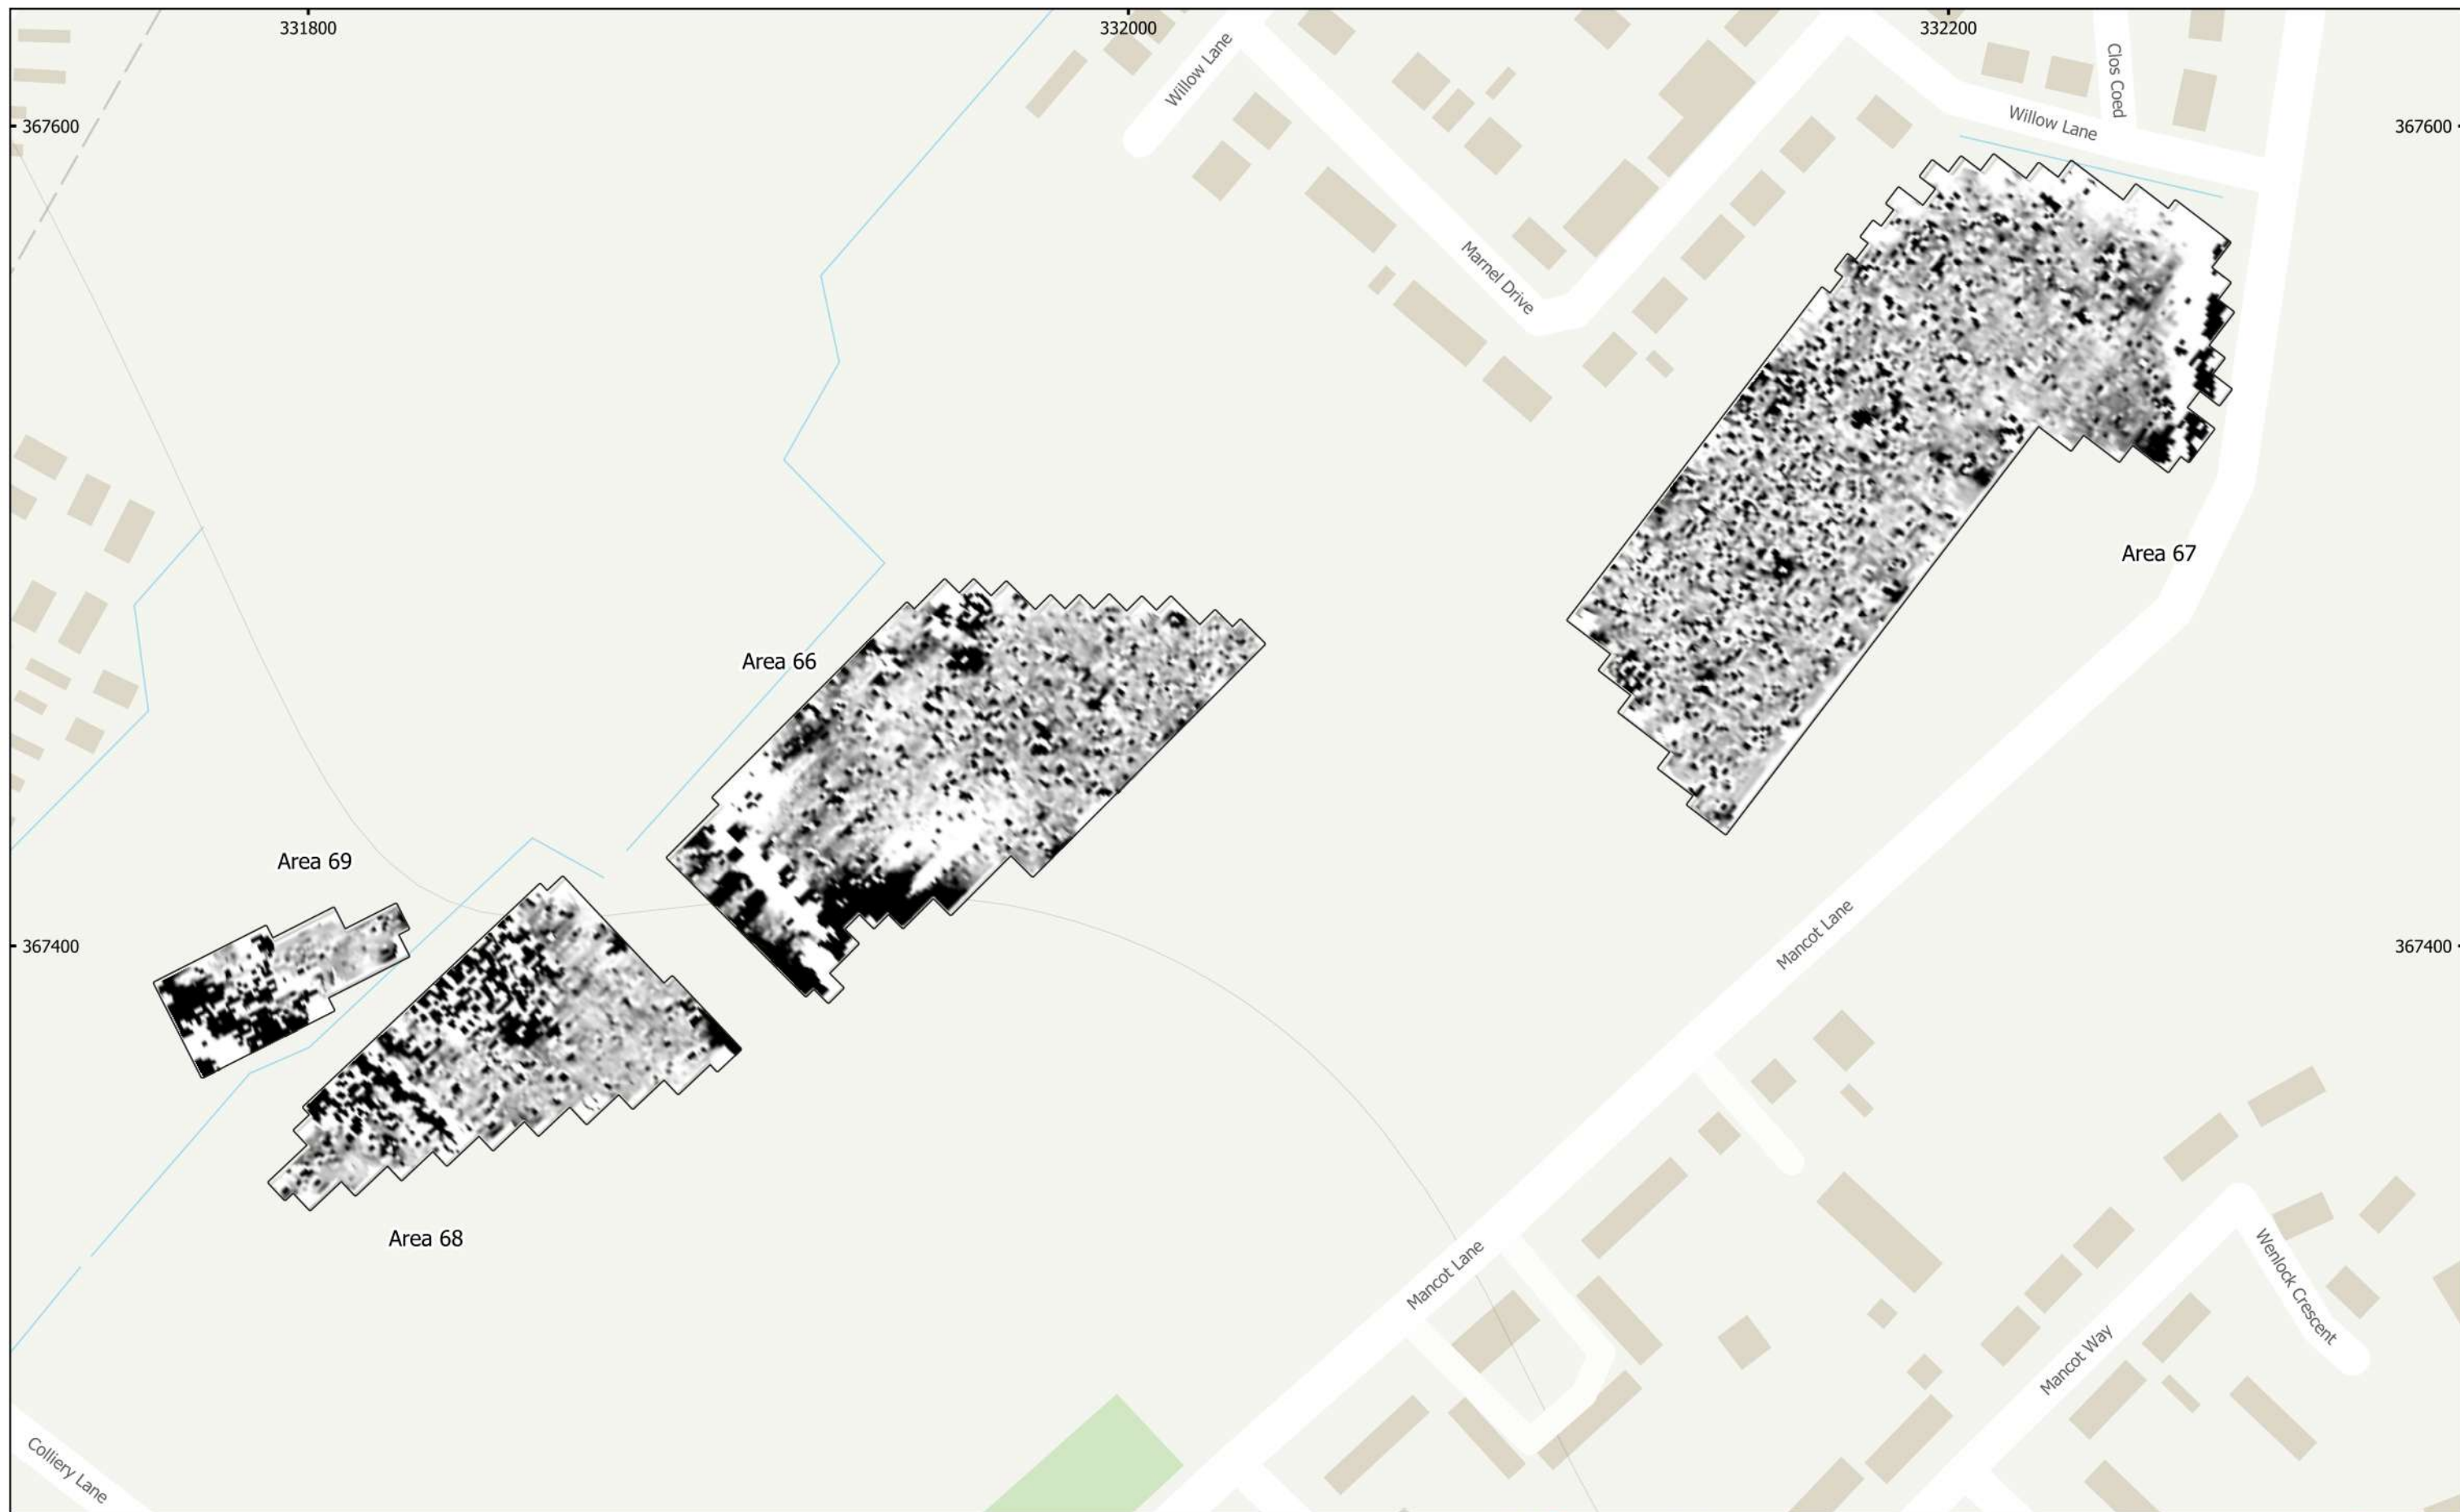 331800
332000
332200
367600
367600
Willow Lane
Clos Coed
Willow Lane
Marnel Drive
Area 67
Area 66
Area 69
367400
367400
Mancot Lane
Area 68
Mancot Lane
Wenlock Crescent
Mancot Way
Colliery Lane